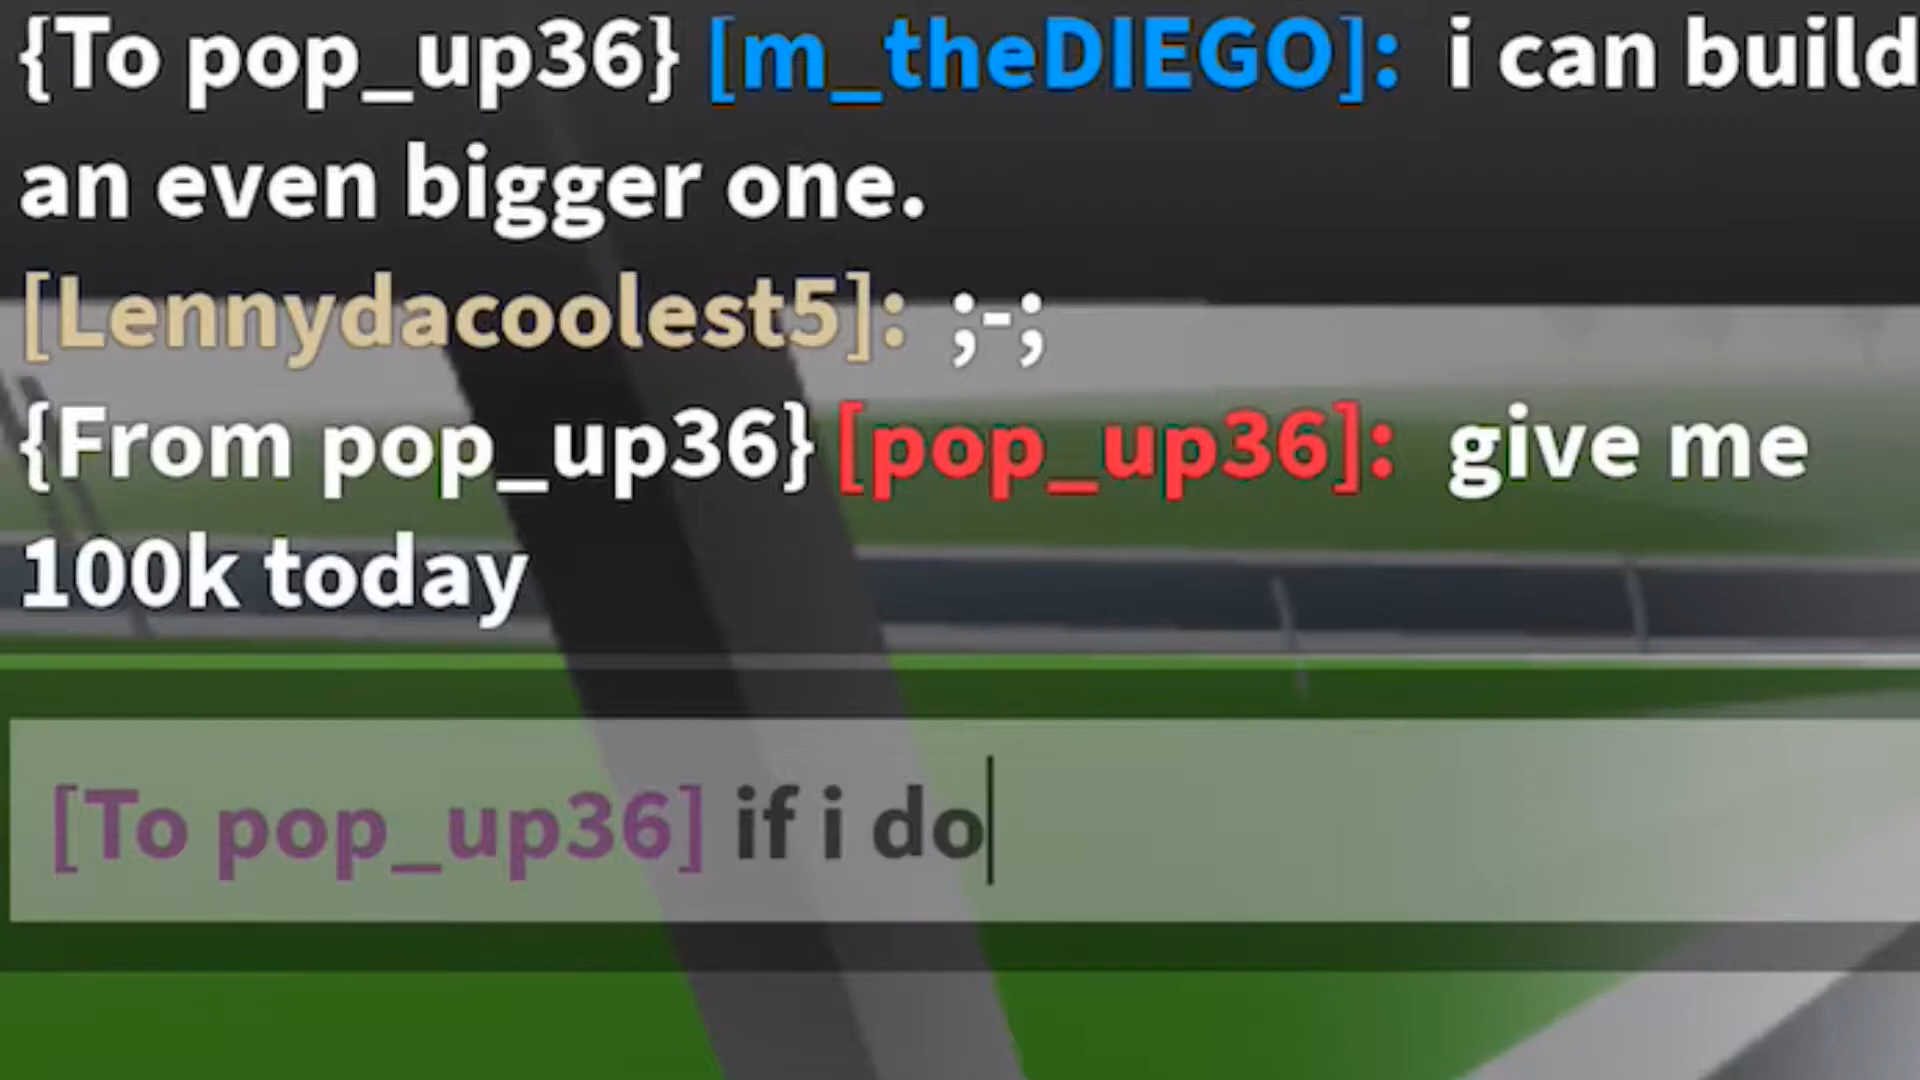 {To pop_up36} [m_theDIEGO]: i can build
an even bigger one.
[Lennydacoolest5]: ;-;
{From pop_up36} [pop_up36]: give me
100k today
[To pop_up36] if i do